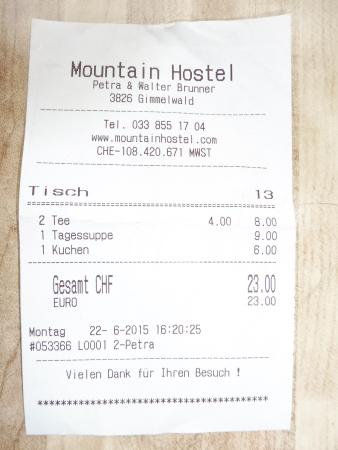 Mountain Hostel
Petra & Walter Brunner
3826 Gimmelwald
Tel. 033 855 17 04
www.mountainhostel.com
CHE-108.420.671 MWST
Tisch 13
2 Tee 4.00 8.00
1 Tagessuppe 9.00
1 Kuchen 6.00
Gesamt CHF 23.00
EURO 23.00
Montag 22- 6-2015 16:20:25
#053366 L0001 2-Petra
Vielen Dank für Ihren Besuch !
****************************************